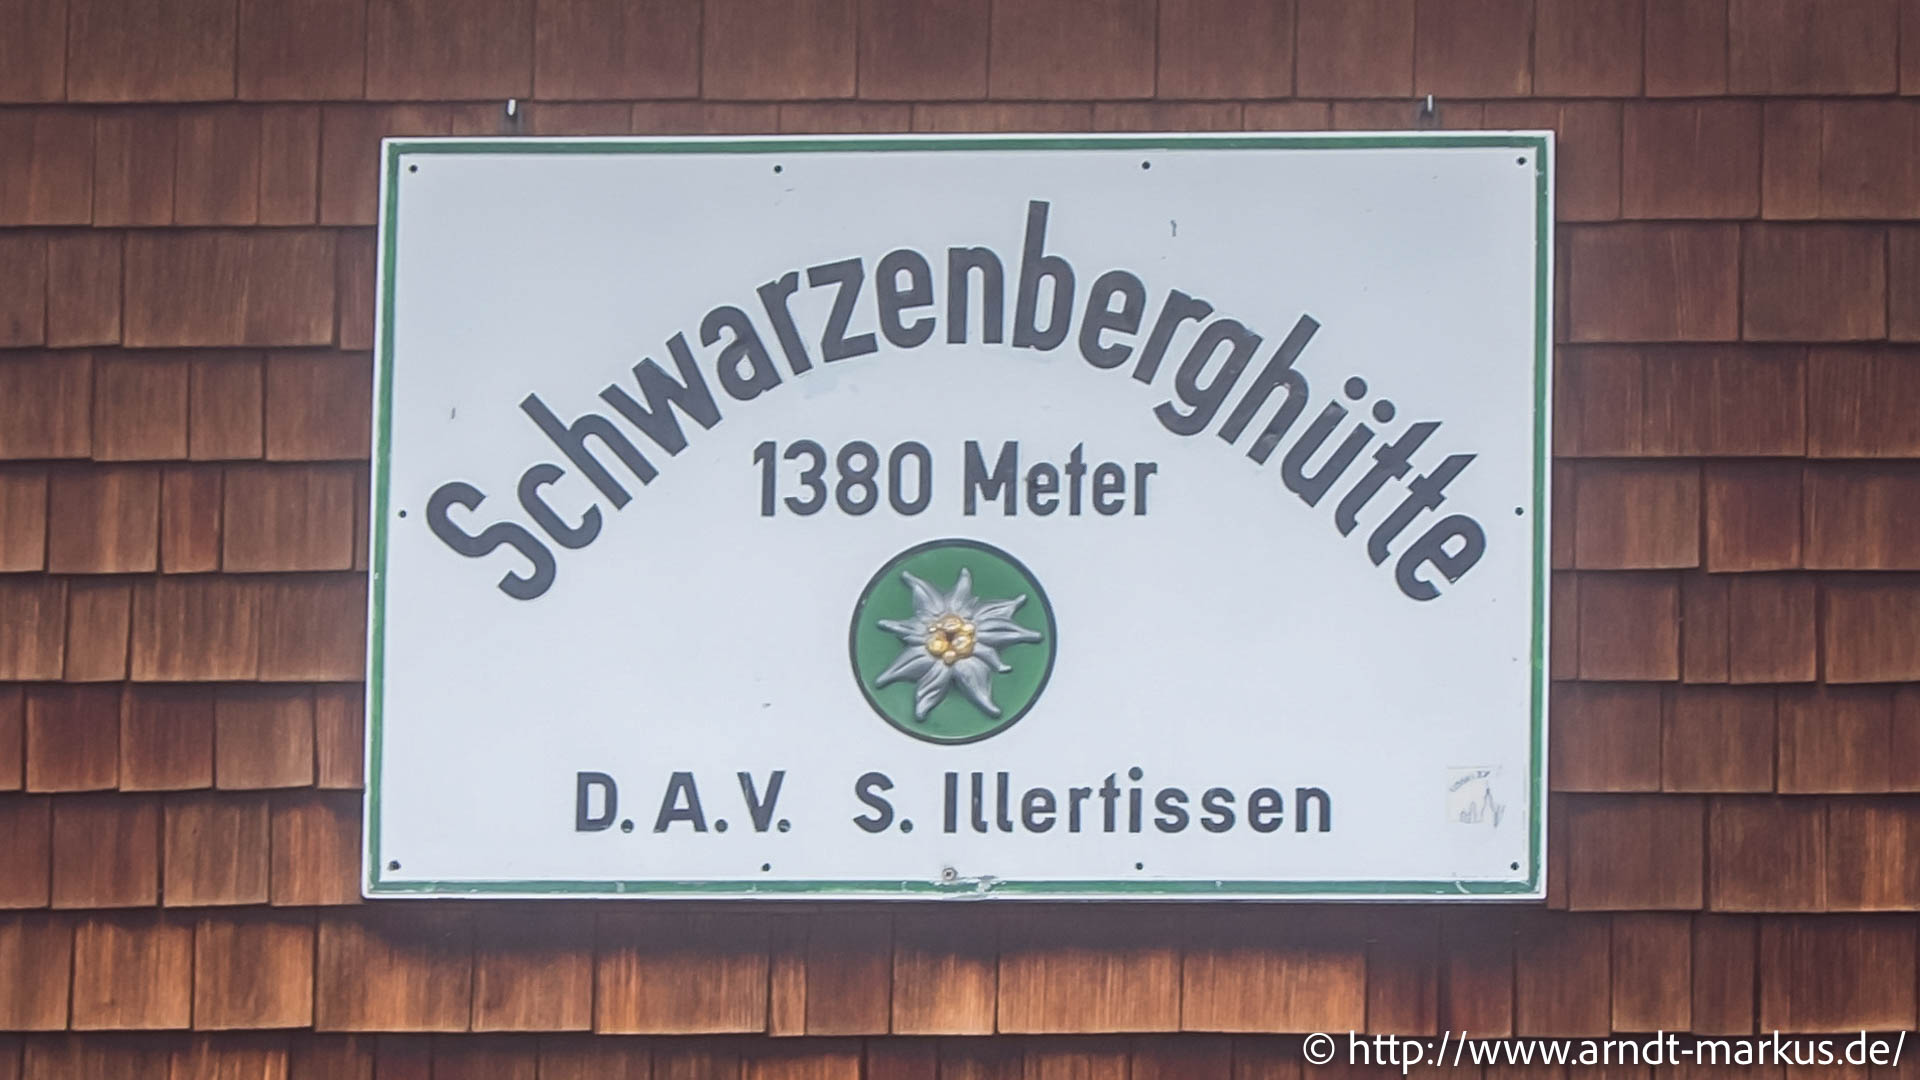 Schwarzenberghütte
1380 Meter
D.A.V. S. Illertissen
© http://www.arndt-markus.de/